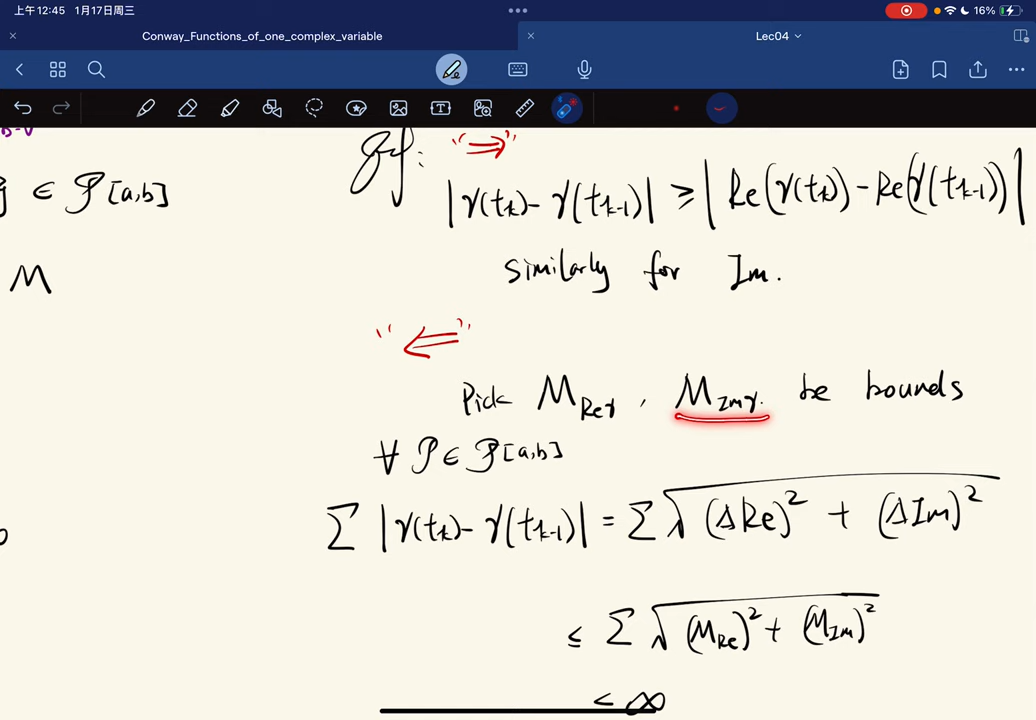 上午12:45 1月17日周三
16%
Conway_Functions_of_one_complex_variable
Lec04
pf: "⇒"
∈ 𝒫[a,b]
|γ(tk)- γ(tk-1)| ≥ |Re(γ(tk)-Re(γ(tk-1))|
similarly for Im.
M
"⇐"
Pick M_Reγ, M_Imγ. be bounds
∀ 𝒫 ∈ 𝒫[a,b]
∑ |γ(tk)- γ(tk-1)| = ∑ √(ΔRe)² + (ΔIm)²
≤ ∑ √(M_Re)² + (M_Im)²
< ∞